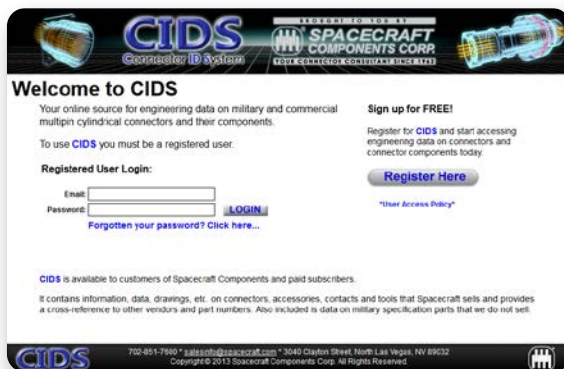 CIDS
Connector ID System
BROUGHT TO YOU BY
SPACECRAFT
COMPONENTS CORP.
YOUR CONNECTOR CONSULTANT SINCE 1962
Welcome to CIDS
Your online source for engineering data on military and commercial
multipin cylindrical connectors and their components.
To use CIDS you must be a registered user.
Registered User Login:
Email:
Password:
LOGIN
Forgotten your password? Click here...
Sign up for FREE!
Register for CIDS and start accessing
engineering data on connectors and
connector components today.
Register Here
*User Access Policy*
CIDS is available to customers of Spacecraft Components and paid subscribers.
It contains information, data, drawings, etc. on connectors, accessories, contacts and tools that Spacecraft sells and provides
a cross-reference to other vendors and part numbers. Also included is data on military specification parts that we do not sell.
CIDS
702-851-7600 * salesinfo@spacecraft.com * 3040 Clayton Street, North Las Vegas, NV 89032
Copyright© 2013 Spacecraft Components Corp. All Rights Reserved.